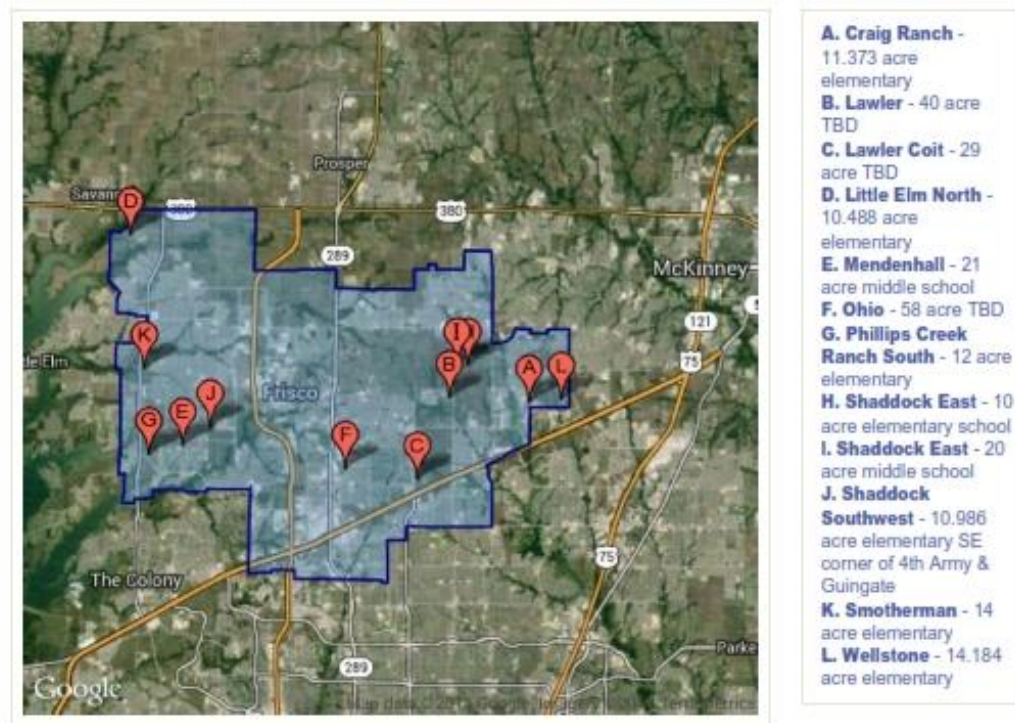 Prosper
Savann
D
380
380
289
McKinney
121
K
I
75
B
A
L
tle Elm
J
Frisco
E
G
F
C
75
The Colony
Parke
289
Google
A. Craig Ranch -
11.373 acre
elementary
B. Lawler - 40 acre
TBD
C. Lawler Coit - 29
acre TBD
D. Little Elm North -
10.488 acre
elementary
E. Mendenhall - 21
acre middle school
F. Ohio - 58 acre TBD
G. Phillips Creek
Ranch South - 12 acre
elementary
H. Shaddock East - 10
acre elementary school
I. Shaddock East - 20
acre middle school
J. Shaddock
Southwest - 10.986
acre elementary SE
corner of 4th Army &
Guingate
K. Smotherman - 14
acre elementary
L. Wellstone - 14.184
acre elementary